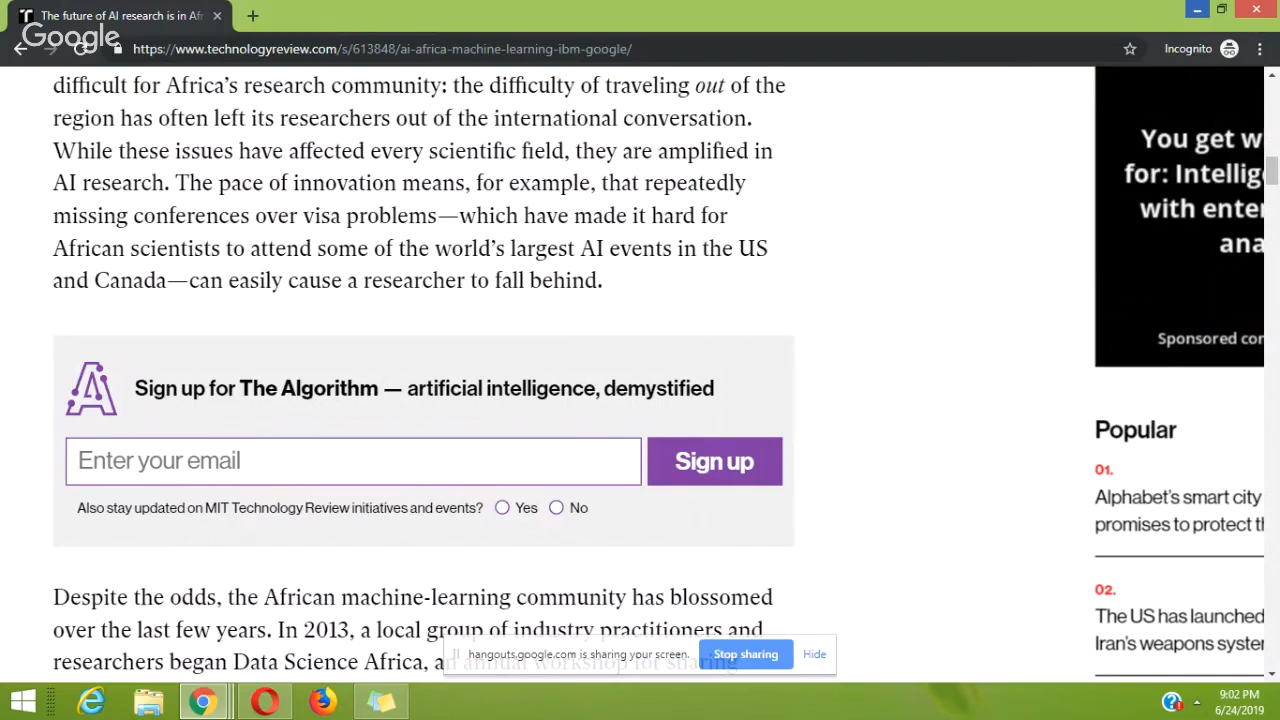 The future of AI research is in Afr
Google
https://www.technologyreview.com/s/613848/ai-africa-machine-learning-ibm-google/
Incognito
difficult for Africa’s research community: the difficulty of traveling out of the
region has often left its researchers out of the international conversation.
While these issues have affected every scientific field, they are amplified in
AI research. The pace of innovation means, for example, that repeatedly
missing conferences over visa problems—which have made it hard for
African scientists to attend some of the world’s largest AI events in the US
and Canada—can easily cause a researcher to fall behind.
Sign up for The Algorithm — artificial intelligence, demystified
Enter your email
Sign up
Also stay updated on MIT Technology Review initiatives and events? Yes No
Despite the odds, the African machine-learning community has blossomed
over the last few years. In 2013, a local group of industry practitioners and
researchers began Data Science Africa, an annual workshop for sharing
hangouts.google.com is sharing your screen.
Stop sharing
Hide
You get w
for: Intellig
with enter
ana
Sponsored con
Popular
01.
Alphabet’s smart city
promises to protect th
02.
The US has launched
Iran’s weapons system
9:02 PM
6/24/2019